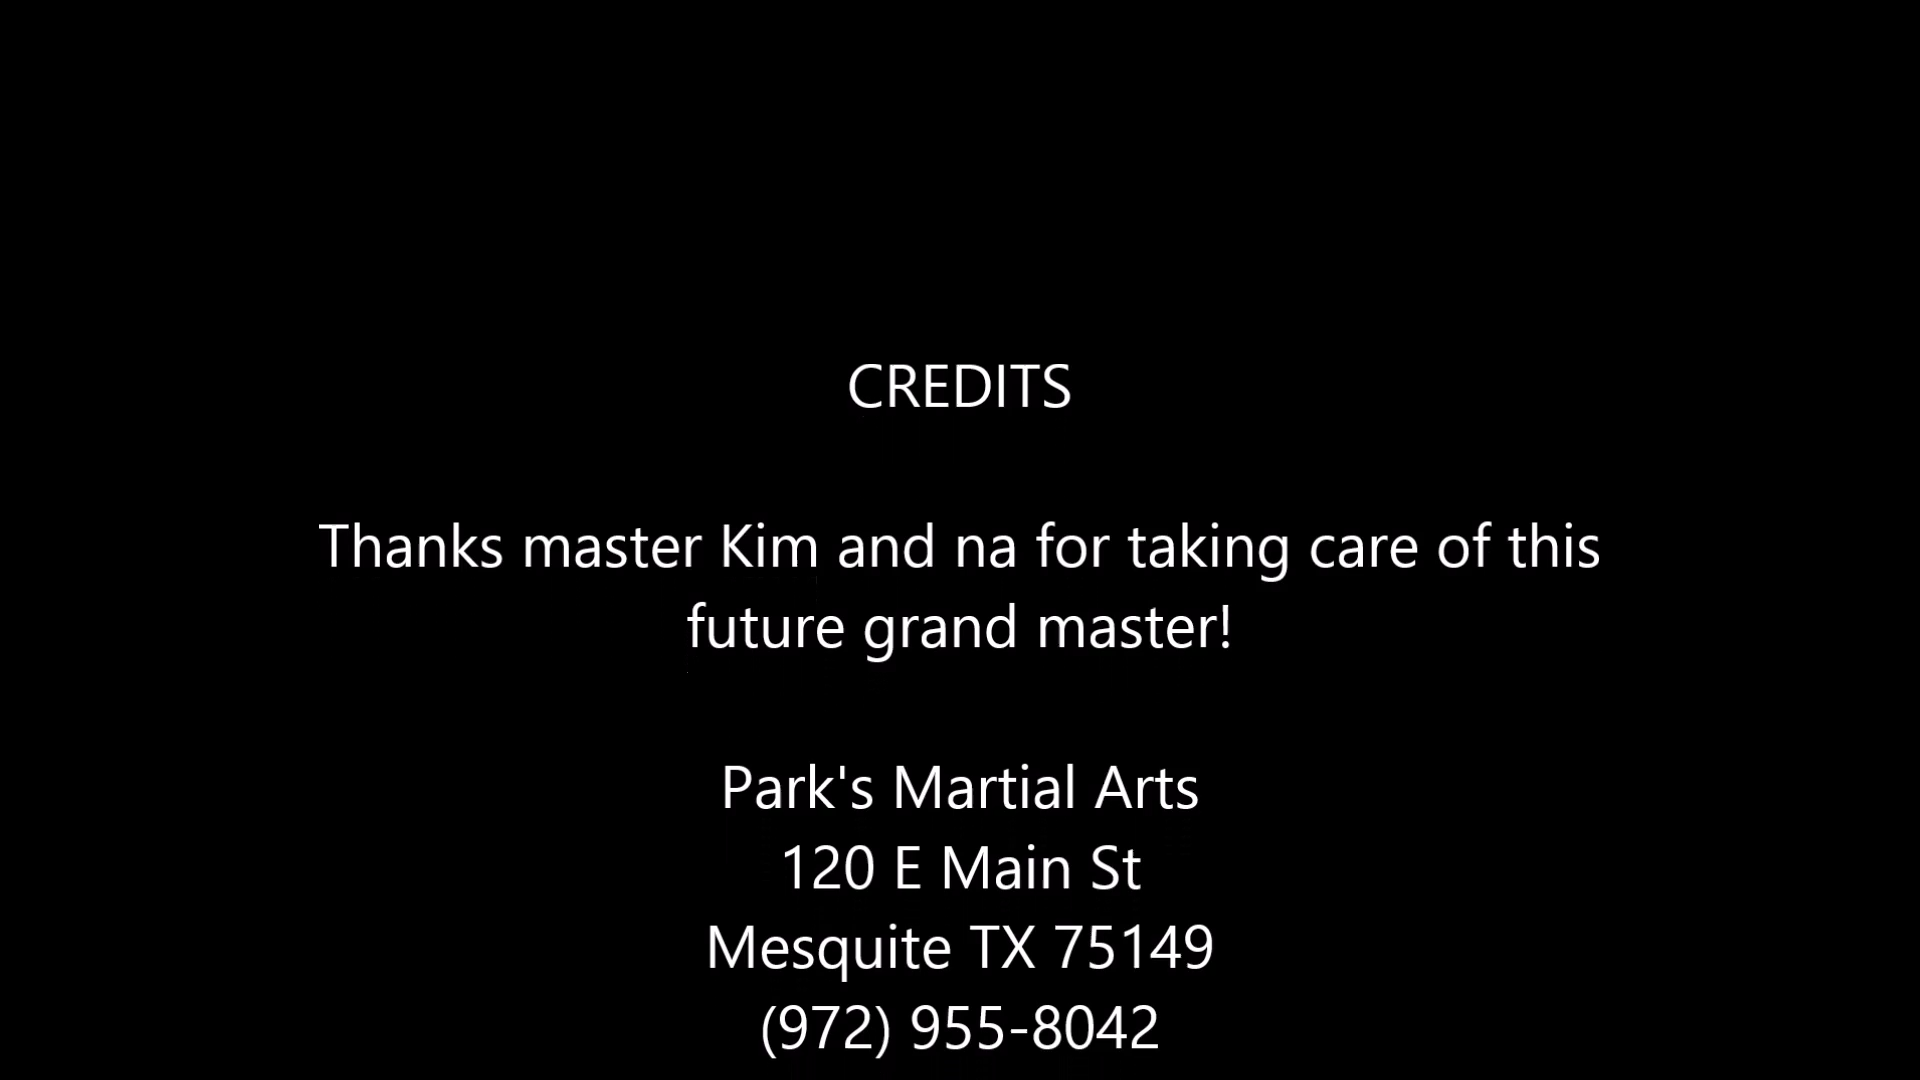 CREDITS
Thanks master Kim and na for taking care of this
future grand master!
Park's Martial Arts
120 E Main St
Mesquite TX 75149
(972) 955-8042